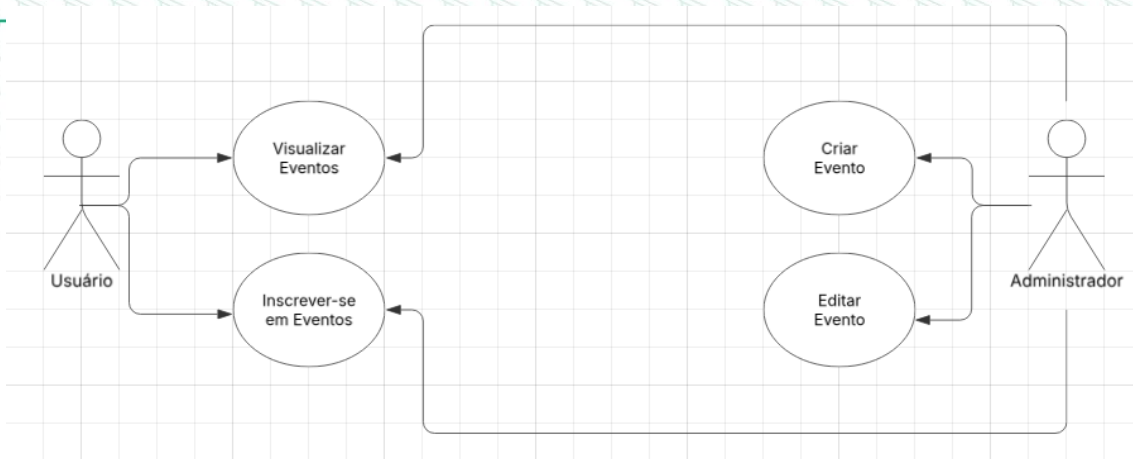 Visualizar
Eventos
Criar
Evento
Usuário
Administrador
Inscrever-se
em Eventos
Editar
Evento